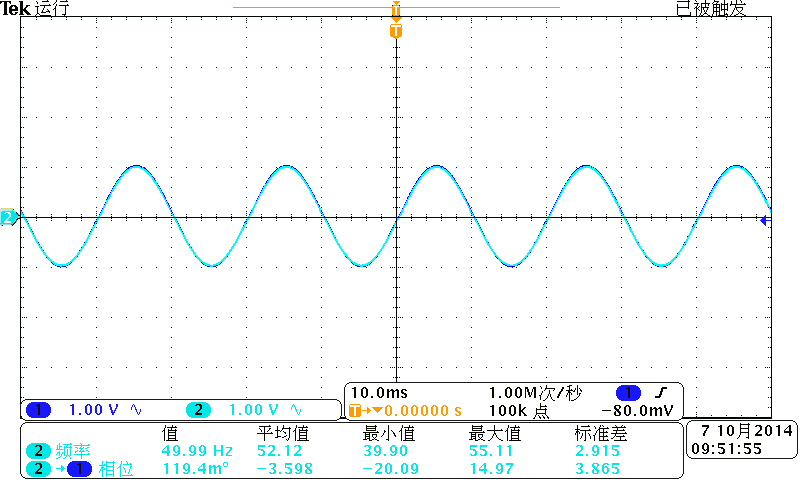 Tek 运行 已被触发
T
T
2
1 1.00 V 2 1.00 V
10.0ms 1.00M次/秒 1
T→▼0.00000 s 100k 点 −80.0mV
值 平均值 最小值 最大值 标准差
2 频率 49.99 Hz 52.12 39.90 55.11 2.915
2 → 1 相位 119.4m° −3.598 −20.09 14.97 3.865
7 10月2014
09:51:55